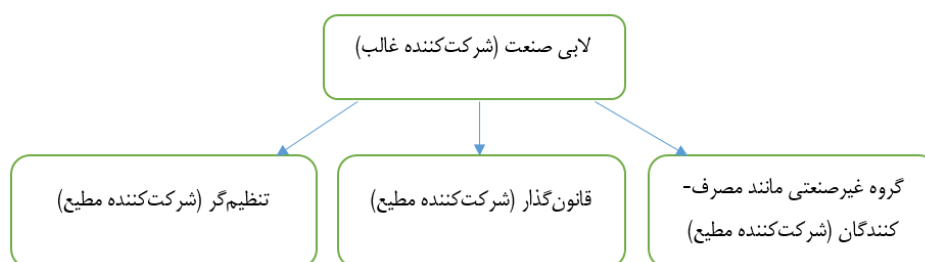 لابی صنعت (شرکت‌کننده غالب)
گروه غیرصنعتی مانند مصرف-
کنندگان (شرکت‌کننده مطیع)
قانون‌گذار (شرکت‌کننده مطیع)
تنظیم‌گر (شرکت‌کننده مطیع)